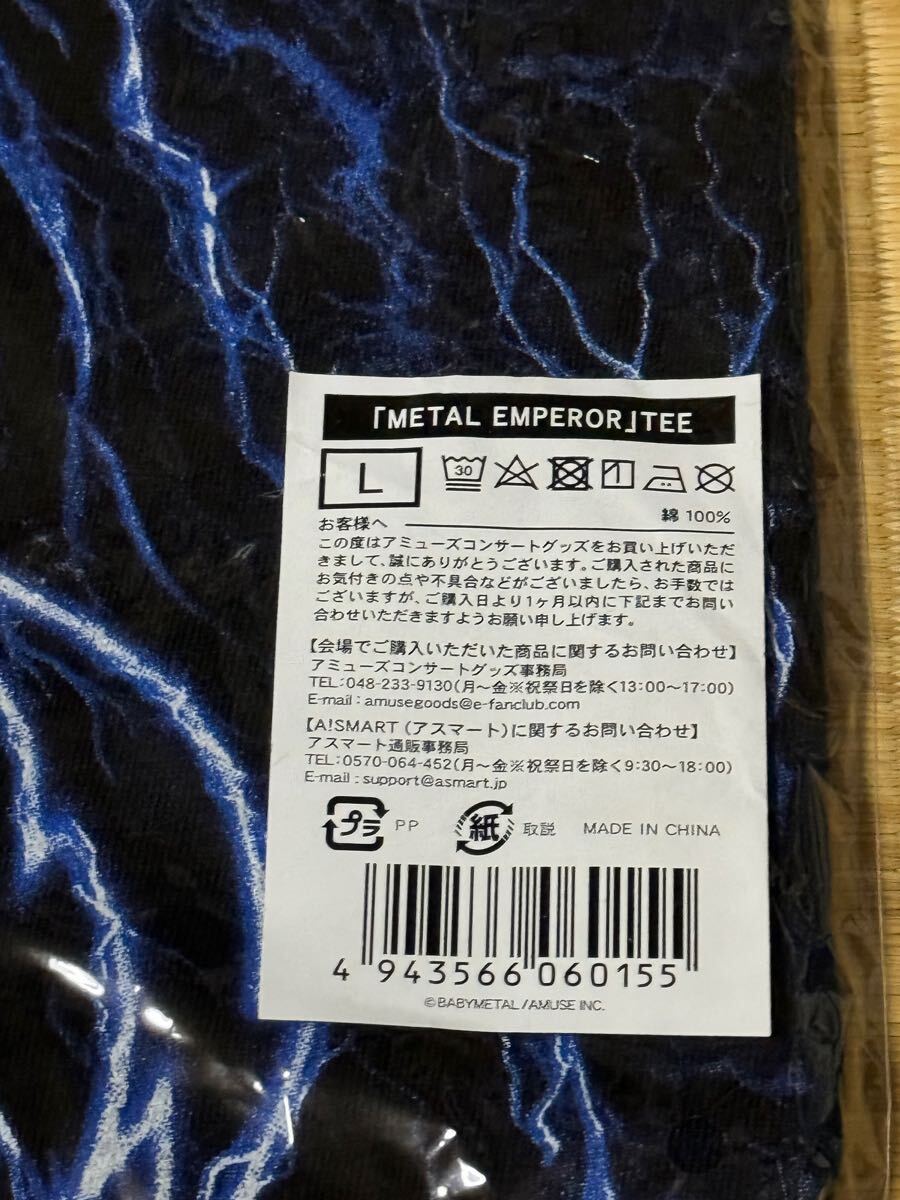 「METAL EMPEROR」TEE
L
30
綿 100%
お客様へ
この度はアミューズコンサートグッズをお買い上げいただ
きまして、誠にありがとうございます。ご購入された商品に
お気付きの点や不具合などがございましたら、お手数では
ございますが、ご購入日より1ヶ月以内に下記までお問い
合わせいただきますようお願い申し上げます。
【会場でご購入いただいた商品に関するお問い合わせ】
アミューズコンサートグッズ事務局
TEL:048-233-9130(月〜金※祝祭日を除く13:00〜17:00)
E-mail : amusegoods@e-fanclub.com
【A!SMART (アスマート)に関するお問い合わせ】
アスマート通販事務局
TEL:0570-064-452(月〜金※祝祭日を除く9:30〜18:00)
E-mail : support@asmart.jp
プラ PP 紙 取説 MADE IN CHINA
4 943566 060155
©BABYMETAL / AMUSE INC.